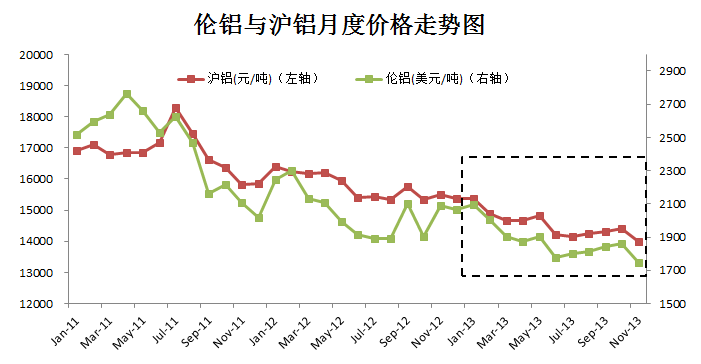 伦铝与沪铝月度价格走势图
沪铝(元/吨)（左轴）
伦铝(美元/吨)（右轴）
20000
19000
18000
17000
16000
15000
14000
13000
12000
2900
2700
2500
2300
2100
1900
1700
1500
Jan-11
Mar-11
May-11
Jul-11
Sep-11
Nov-11
Jan-12
Mar-12
May-12
Jul-12
Sep-12
Nov-12
Jan-13
Mar-13
May-13
Jul-13
Sep-13
Nov-13